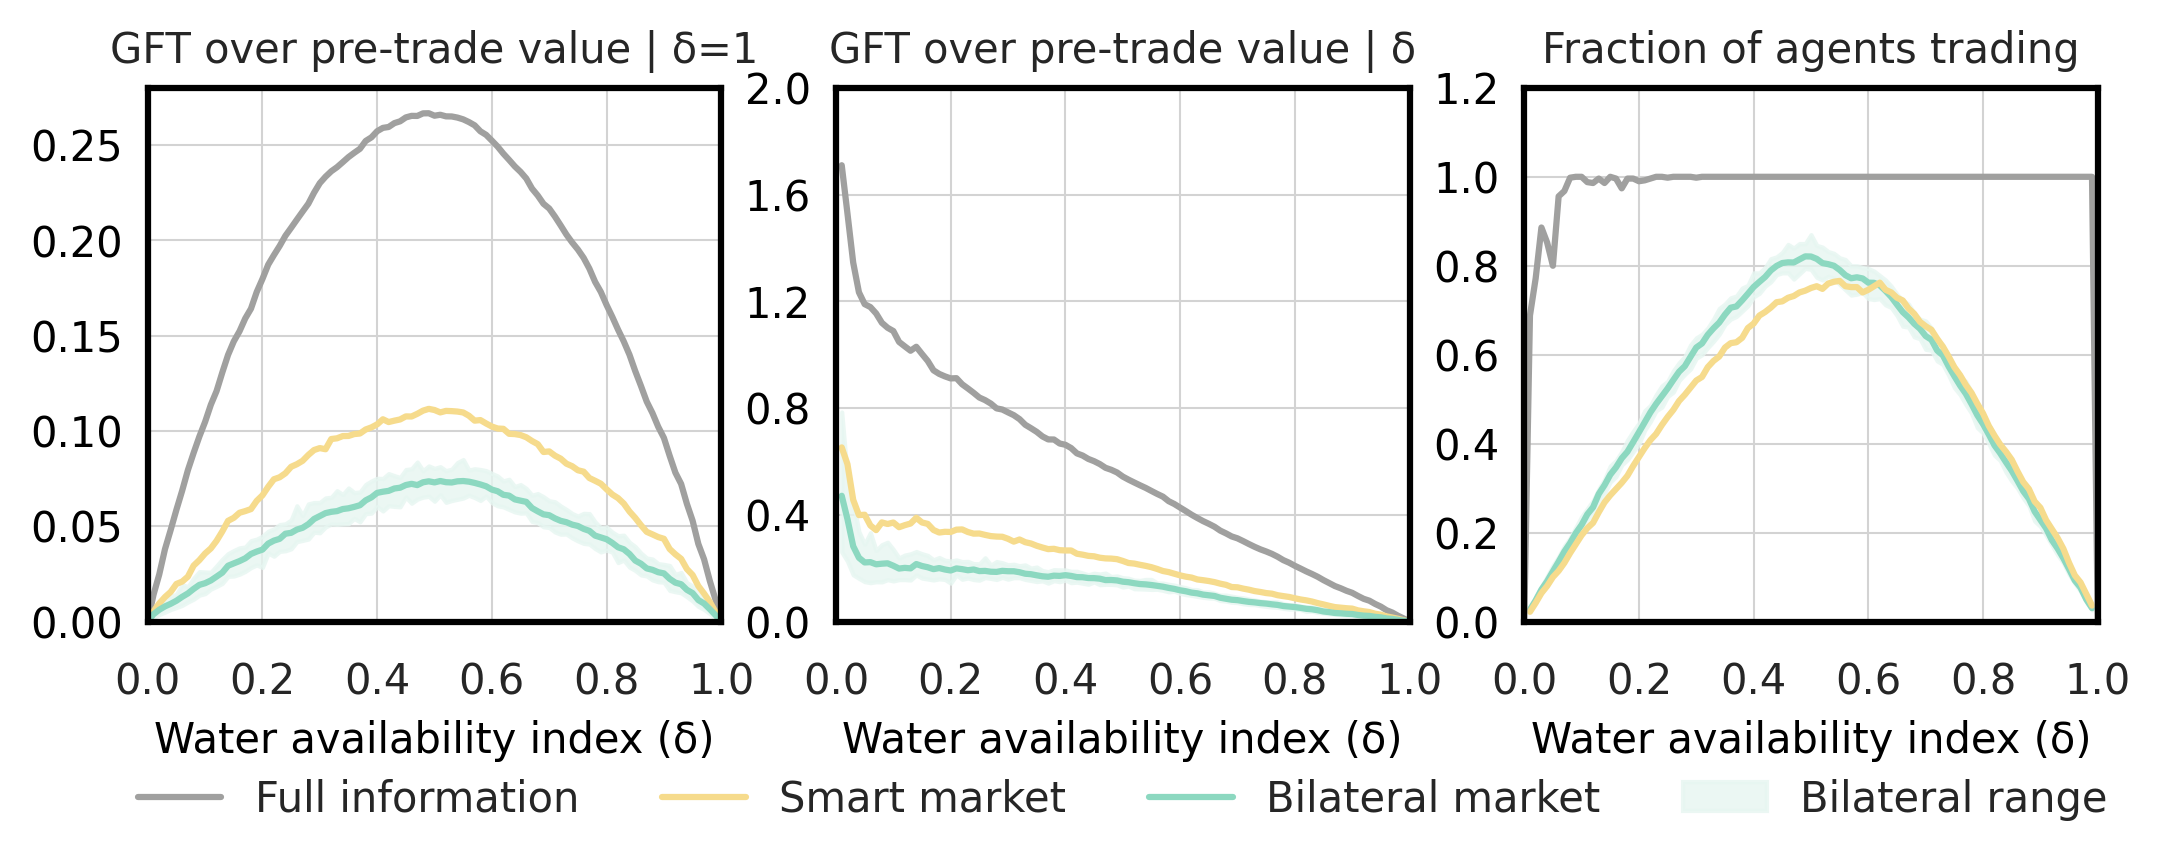 GFT over pre-trade value | δ=1
GFT over pre-trade value | δ
Fraction of agents trading
0.25
0.20
0.15
0.10
0.05
0.00
0.0 0.2 0.4 0.6 0.8 1.0
Water availability index (δ)
2.0
1.6
1.2
0.8
0.4
0.0
0.0 0.2 0.4 0.6 0.8 1.0
Water availability index (δ)
1.2
1.0
0.8
0.6
0.4
0.2
0.0
0.0 0.2 0.4 0.6 0.8 1.0
Water availability index (δ)
Full information
Smart market
Bilateral market
Bilateral range